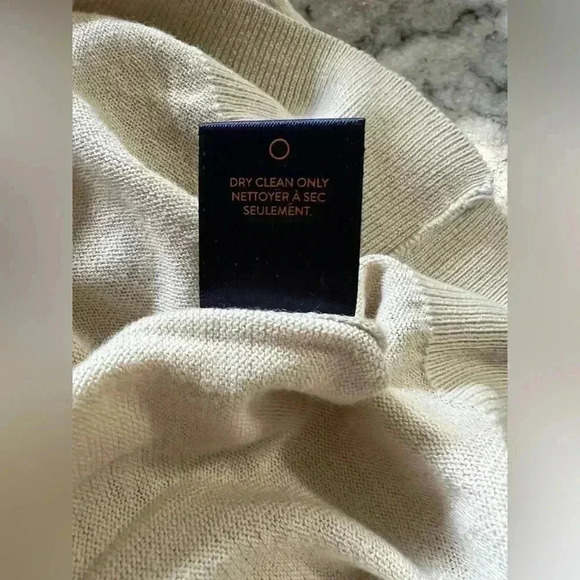 DRY CLEAN ONLY
NETTOYER À SEC
SEULEMENT.